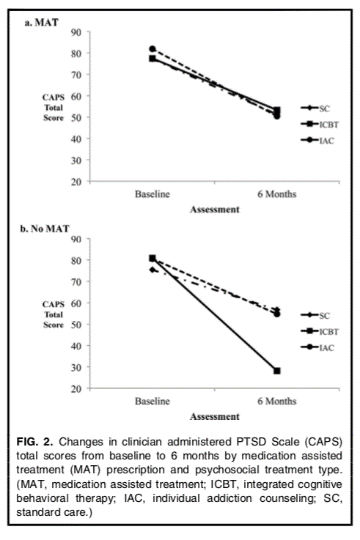 a. MAT
90
80
70
60
50
40
30
20
CAPS
Total
Score
SC
ICBT
IAC
Baseline
6 Months
Assessment
b. No MAT
90
80
70
60
50
40
30
20
CAPS
Total
Score
SC
ICBT
IAC
Baseline
6 Months
Assessment
FIG. 2. Changes in clinician administered PTSD Scale (CAPS)
total scores from baseline to 6 months by medication assisted
treatment (MAT) prescription and psychosocial treatment type.
(MAT, medication assisted treatment; ICBT, integrated cognitive
behavioral therapy; IAC, individual addiction counseling; SC,
standard care.)